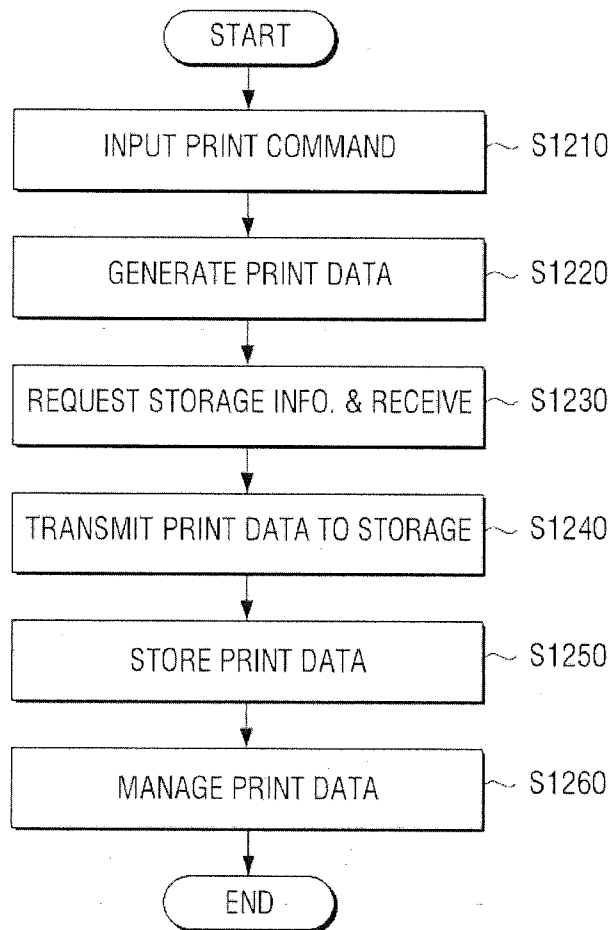 START
INPUT PRINT COMMAND S1210
GENERATE PRINT DATA S1220
REQUEST STORAGE INFO. & RECEIVE S1230
TRANSMIT PRINT DATA TO STORAGE S1240
STORE PRINT DATA S1250
MANAGE PRINT DATA S1260
END